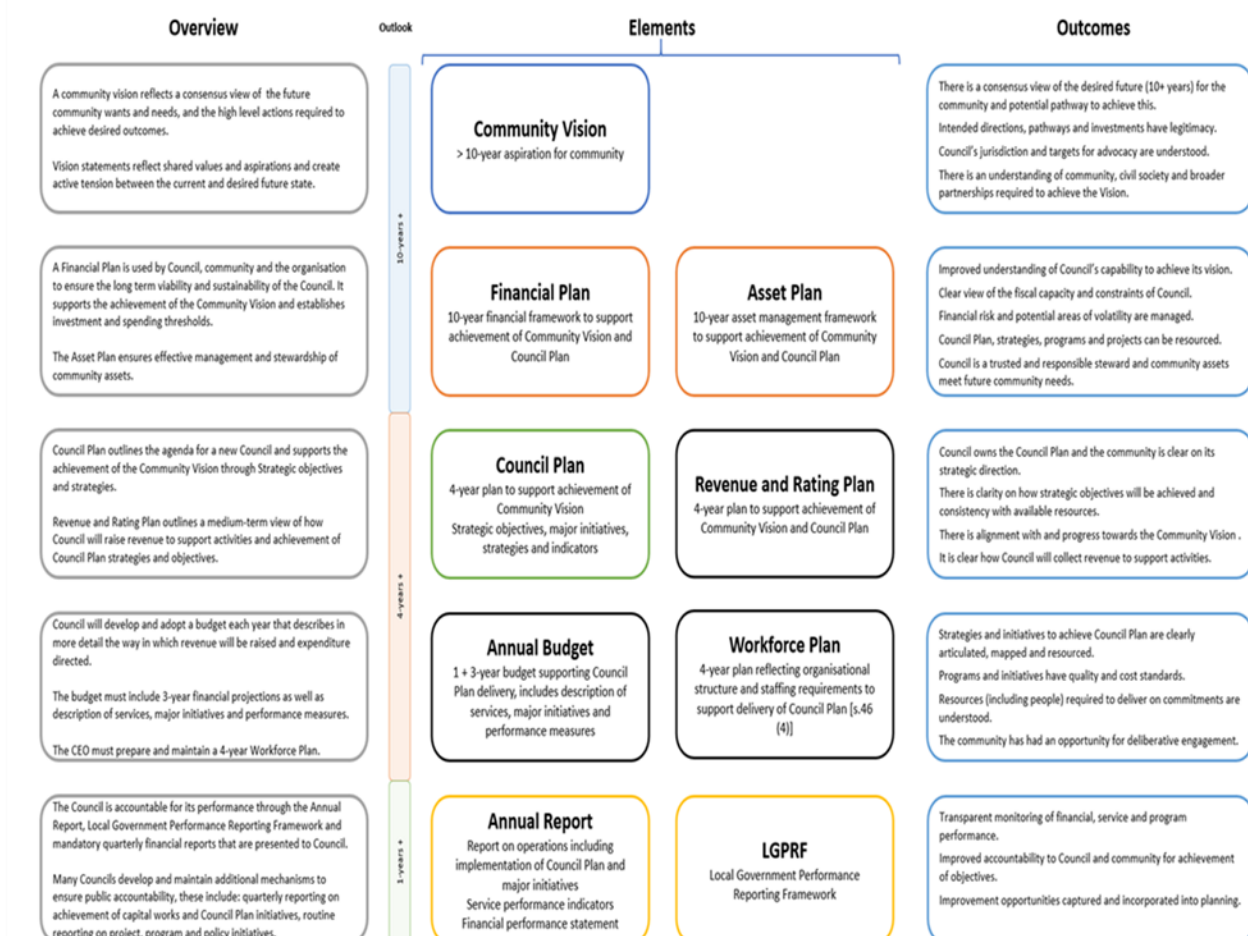 Overview
Outlook
Elements
Outcomes
A community vision reflects a consensus view of the future
community wants and needs, and the high level actions required to
achieve desired outcomes.
Vision statements reflect shared values and aspirations and create
active tension between the current and desired future state.
10-years +
Community Vision
> 10-year aspiration for community
There is a consensus view of the desired future (10+ years) for the
community and potential pathway to achieve this.
Intended directions, pathways and investments have legitimacy.
Council's jurisdiction and targets for advocacy are understood.
There is an understanding of community, civil society and broader
partnerships required to achieve the Vision.
A Financial Plan is used by Council, community and the organisation
to ensure the long term viability and sustainability of the Council. It
supports the achievement of the Community Vision and establishes
investment and spending thresholds.
The Asset Plan ensures effective management and stewardship of
community assets.
Financial Plan
10-year financial framework to support
achievement of Community Vision and
Council Plan
Asset Plan
10-year asset management framework
to support achievement of Community
Vision and Council Plan
Improved understanding of Council's capability to achieve its vision.
Clear view of the fiscal capacity and constraints of Council.
Financial risk and potential areas of volatility are managed.
Council Plan, strategies, programs and projects can be resourced.
Council is a trusted and responsible steward and community assets
meet future community needs.
Council Plan outlines the agenda for a new Council and supports the
achievement of the Community Vision through Strategic objectives
and strategies.
Revenue and Rating Plan outlines a medium-term view of how
Council will raise revenue to support activities and achievement of
Council Plan strategies and objectives.
4-years +
Council Plan
4-year plan to support achievement of
Community Vision
Strategic objectives, major initiatives,
strategies and indicators
Revenue and Rating Plan
4-year plan to support achievement of
Community Vision and Council Plan
Council owns the Council Plan and the community is clear on its
strategic direction.
There is clarity on how strategic objectives will be achieved and
consistency with available resources.
There is alignment with and progress towards the Community Vision .
It is clear how Council will collect revenue to support activities.
Council will develop and adopt a budget each year that describes in
more detail the way in which revenue will be raised and expenditure
directed.
The budget must include 3-year financial projections as well as
description of services, major initiatives and performance measures.
The CEO must prepare and maintain a 4-year Workforce Plan.
Annual Budget
1 + 3-year budget supporting Council
Plan delivery, includes description of
services, major initiatives and
performance measures
Workforce Plan
4-year plan reflecting organisational
structure and staffing requirements to
support delivery of Council Plan [s.46
(4)]
Strategies and initiatives to achieve Council Plan are clearly
articulated, mapped and resourced.
Programs and initiatives have quality and cost standards.
Resources (including people) required to deliver on commitments are
understood.
The community has had an opportunity for deliberative engagement.
The Council is accountable for its performance through the Annual
Report, Local Government Performance Reporting Framework and
mandatory quarterly financial reports that are presented to Council.
Many Councils develop and maintain additional mechanisms to
ensure public accountability, these include: quarterly reporting on
achievement of capital works and Council Plan initiatives, routine
reporting on project, program and policy initiatives.
1-years +
Annual Report
Report on operations including
implementation of Council Plan and
major initiatives
Service performance indicators
Financial performance statement
LGPRF
Local Government Performance
Reporting Framework
Transparent monitoring of financial, service and program
performance.
Improved accountability to Council and community for achievement
of objectives.
Improvement opportunities captured and incorporated into planning.